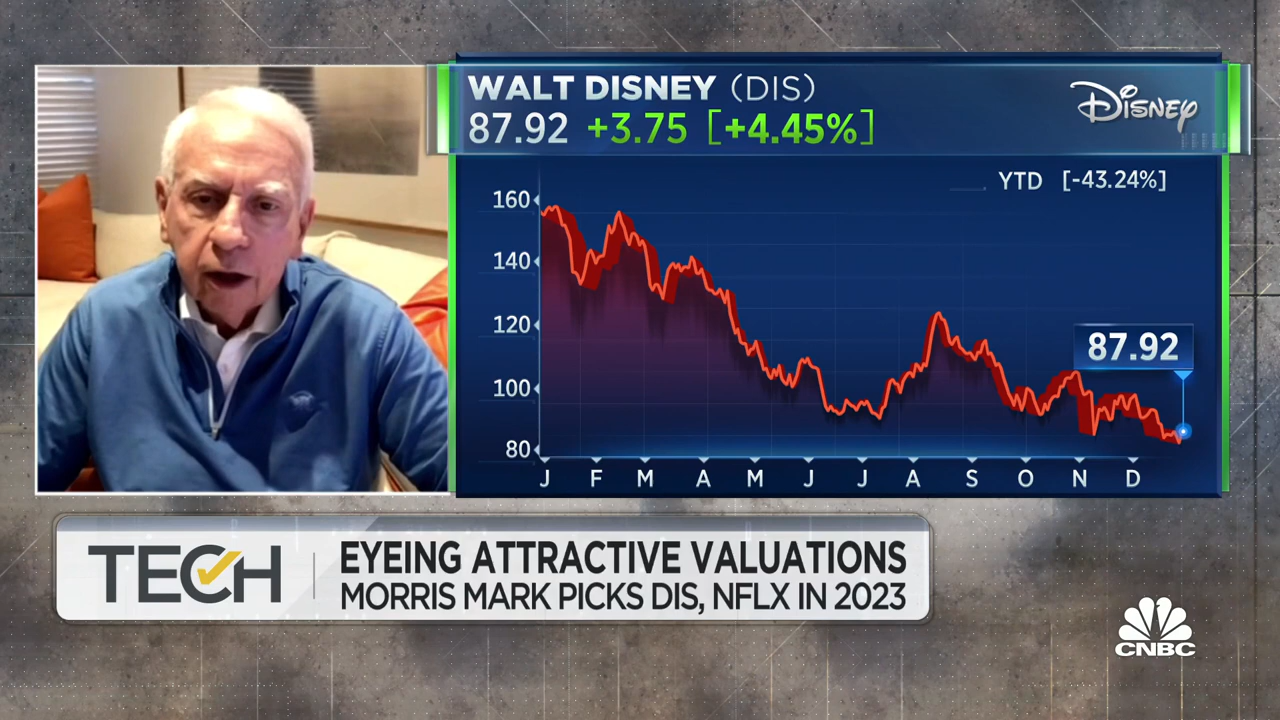 WALT DISNEY (DIS)
87.92 +3.75 [+4.45%]
Disney
YTD [-43.24%]
160
140
120
100
80
87.92
J F M A M J J A S O N D
TECH
EYEING ATTRACTIVE VALUATIONS
MORRIS MARK PICKS DIS, NFLX IN 2023
CNBC